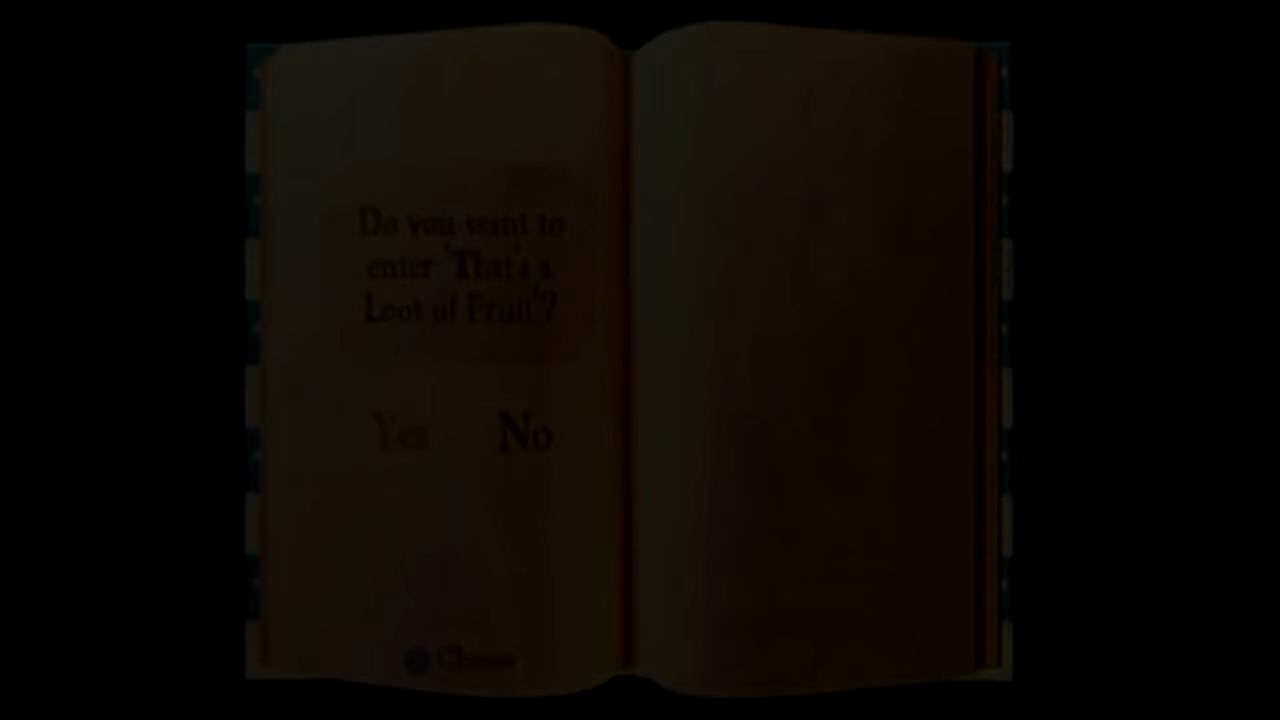 Do you want to
enter 'That's a
Loot of Fruit'?
Yes No
Choose